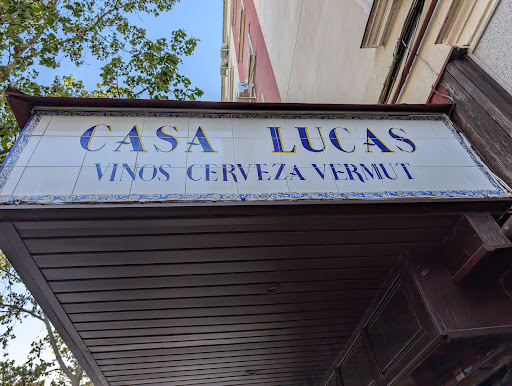 CASA LUCAS
VINOS CERVEZA VERMUT